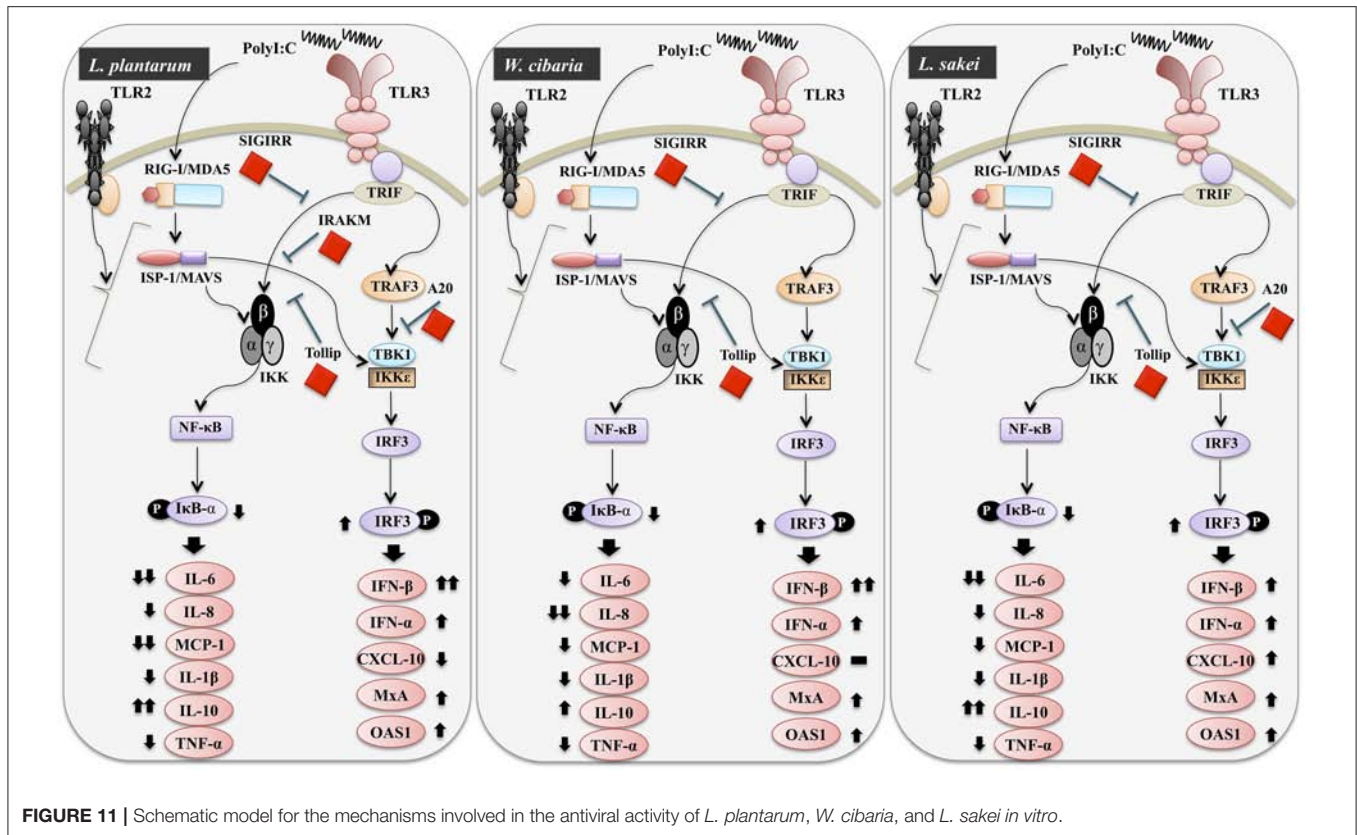 L. plantarum
PolyI:C
TLR2
TLR3
SIGIRR
RIG-I/MDA5
TRIF
IRAKM
ISP-1/MAVS
TRAF3
A20
β
α γ
Tollip
TBK1
IKK
IKKε
NF-κB
IRF3
P IκB-α
IRF3 P
IL-6
IFN-β
IL-8
IFN-α
MCP-1
CXCL-10
IL-1β
MxA
IL-10
OAS1
TNF-α
W. cibaria
PolyI:C
TLR2
TLR3
SIGIRR
RIG-I/MDA5
TRIF
ISP-1/MAVS
TRAF3
β
α γ
Tollip
TBK1
IKK
IKKε
NF-κB
IRF3
P IκB-α
IRF3 P
IL-6
IFN-β
IL-8
IFN-α
MCP-1
CXCL-10
IL-1β
MxA
IL-10
OAS1
TNF-α
L. sakei
PolyI:C
TLR2
TLR3
SIGIRR
RIG-I/MDA5
TRIF
ISP-1/MAVS
TRAF3
A20
β
α γ
Tollip
TBK1
IKK
IKKε
NF-κB
IRF3
P IκB-α
IRF3 P
IL-6
IFN-β
IL-8
IFN-α
MCP-1
CXCL-10
IL-1β
MxA
IL-10
OAS1
TNF-α
FIGURE 11 | Schematic model for the mechanisms involved in the antiviral activity of L. plantarum, W. cibaria, and L. sakei in vitro.